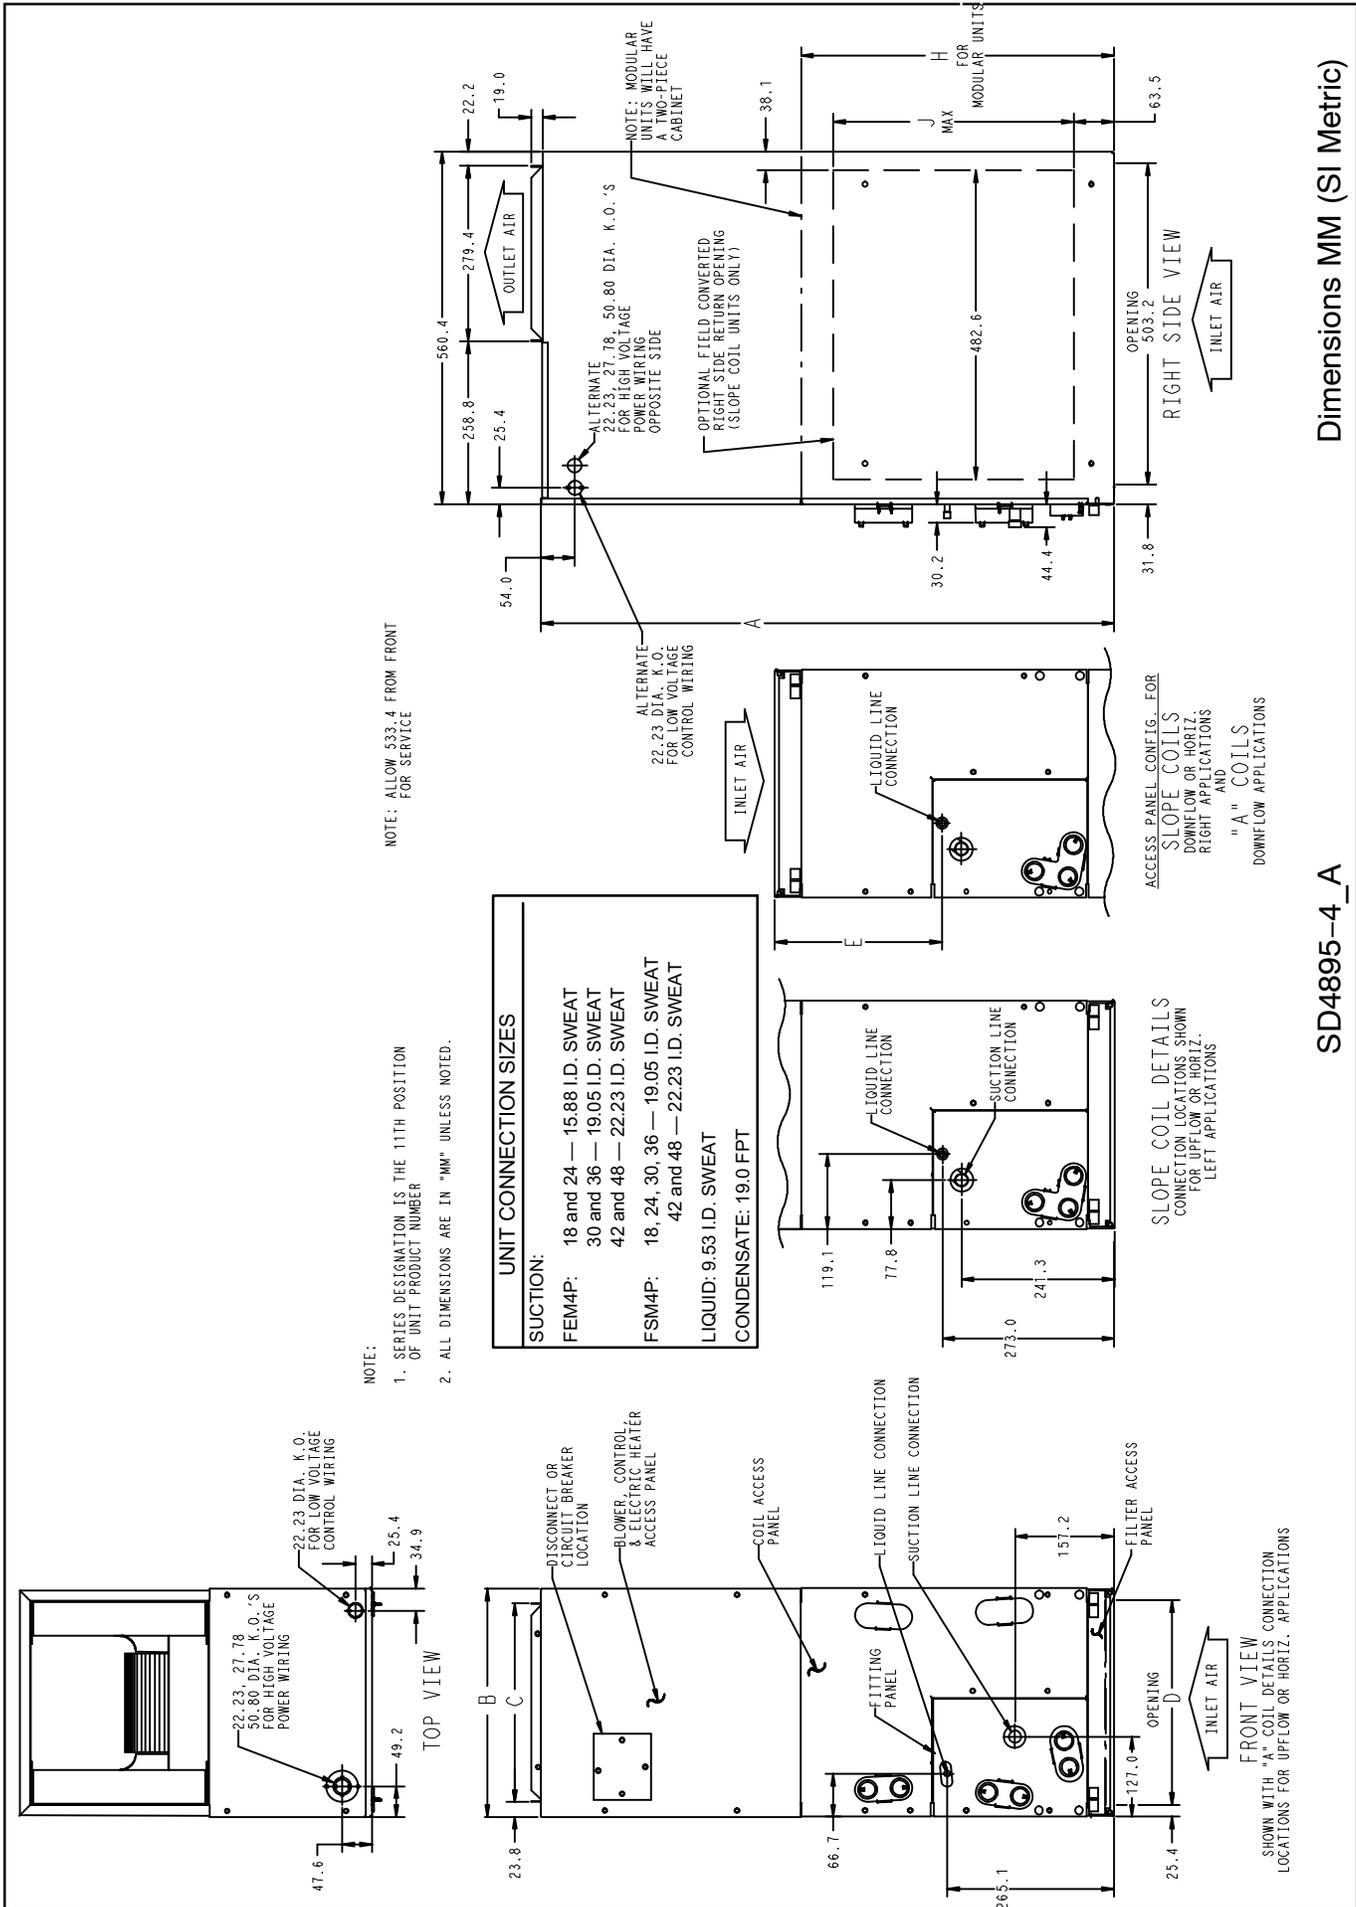 22.23, 27.78
50.80 DIA. K.O.'S
FOR HIGH VOLTAGE
POWER WIRING
22.23 DIA. K.O.
FOR LOW VOLTAGE
CONTROL WIRING
47.6
49.2
25.4
34.9
TOP VIEW
NOTE:
1. SERIES DESIGNATION IS THE 11TH POSITION
OF UNIT PRODUCT NUMBER
2. ALL DIMENSIONS ARE IN "MM" UNLESS NOTED.
NOTE: ALLOW 533.4 FROM FRONT
FOR SERVICE
UNIT CONNECTION SIZES
SUCTION:
FEM4P: 18 and 24 — 15.88 I.D. SWEAT
30 and 36 — 19.05 I.D. SWEAT
42 and 48 — 22.23 I.D. SWEAT
FSM4P: 18, 24, 30, 36 — 19.05 I.D. SWEAT
42 and 48 — 22.23 I.D. SWEAT
LIQUID: 9.53 I.D. SWEAT
CONDENSATE: 19.0 FPT
B
C
23.8
DISCONNECT OR
CIRCUIT BREAKER
LOCATION
BLOWER, CONTROL,
& ELECTRIC HEATER
ACCESS PANEL
COIL ACCESS
PANEL
FITTING
PANEL
LIQUID LINE CONNECTION
SUCTION LINE CONNECTION
66.7
265.1
127.0
157.2
FILTER ACCESS
PANEL
25.4
OPENING
D
INLET AIR
FRONT VIEW
SHOWN WITH "A" COIL DETAILS CONNECTION
LOCATIONS FOR UPFLOW OR HORIZ. APPLICATIONS
119.1
77.8
273.0
241.3
LIQUID LINE
CONNECTION
SUCTION LINE
CONNECTION
SLOPE COIL DETAILS
CONNECTION LOCATIONS SHOWN
FOR UPFLOW OR HORIZ.
LEFT APPLICATIONS
INLET AIR
E
LIQUID LINE
CONNECTION
ACCESS PANEL CONFIG. FOR
SLOPE COILS
DOWNFLOW OR HORIZ.
RIGHT APPLICATIONS
AND
"A" COILS
DOWNFLOW APPLICATIONS
560.4
22.2
258.8
279.4
19.0
25.4
OUTLET AIR
54.0
A
ALTERNATE
22.23 DIA. K.O.
FOR LOW VOLTAGE
CONTROL WIRING
ALTERNATE
22.23, 27.78, 50.80 DIA. K.O.'S
FOR HIGH VOLTAGE
POWER WIRING
OPPOSITE SIDE
NOTE: MODULAR
UNITS WILL HAVE
A TWO-PIECE
CABINET
OPTIONAL FIELD CONVERTED
RIGHT SIDE RETURN OPENING
(SLOPE COIL UNITS ONLY)
38.1
J
MAX
H
FOR
MODULAR UNITS
482.6
30.2
44.4
31.8
63.5
OPENING
503.2
RIGHT SIDE VIEW
INLET AIR
SD4895–4_A
Dimensions MM (SI Metric)